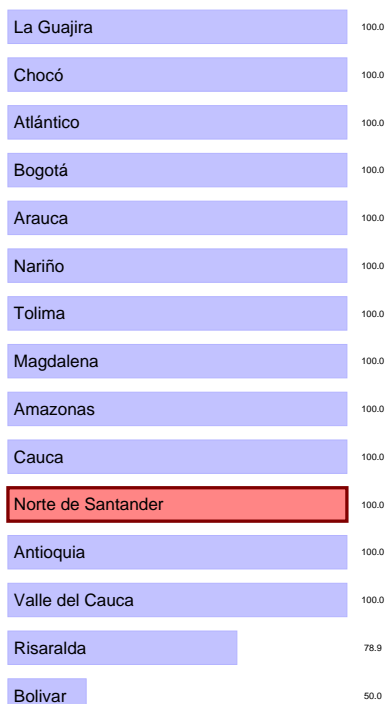 La Guajira 100.0
Chocó 100.0
Atlántico 100.0
Bogotá 100.0
Arauca 100.0
Nariño 100.0
Tolima 100.0
Magdalena 100.0
Amazonas 100.0
Cauca 100.0
Norte de Santander 100.0
Antioquia 100.0
Valle del Cauca 100.0
Risaralda 78.9
Bolivar 50.0